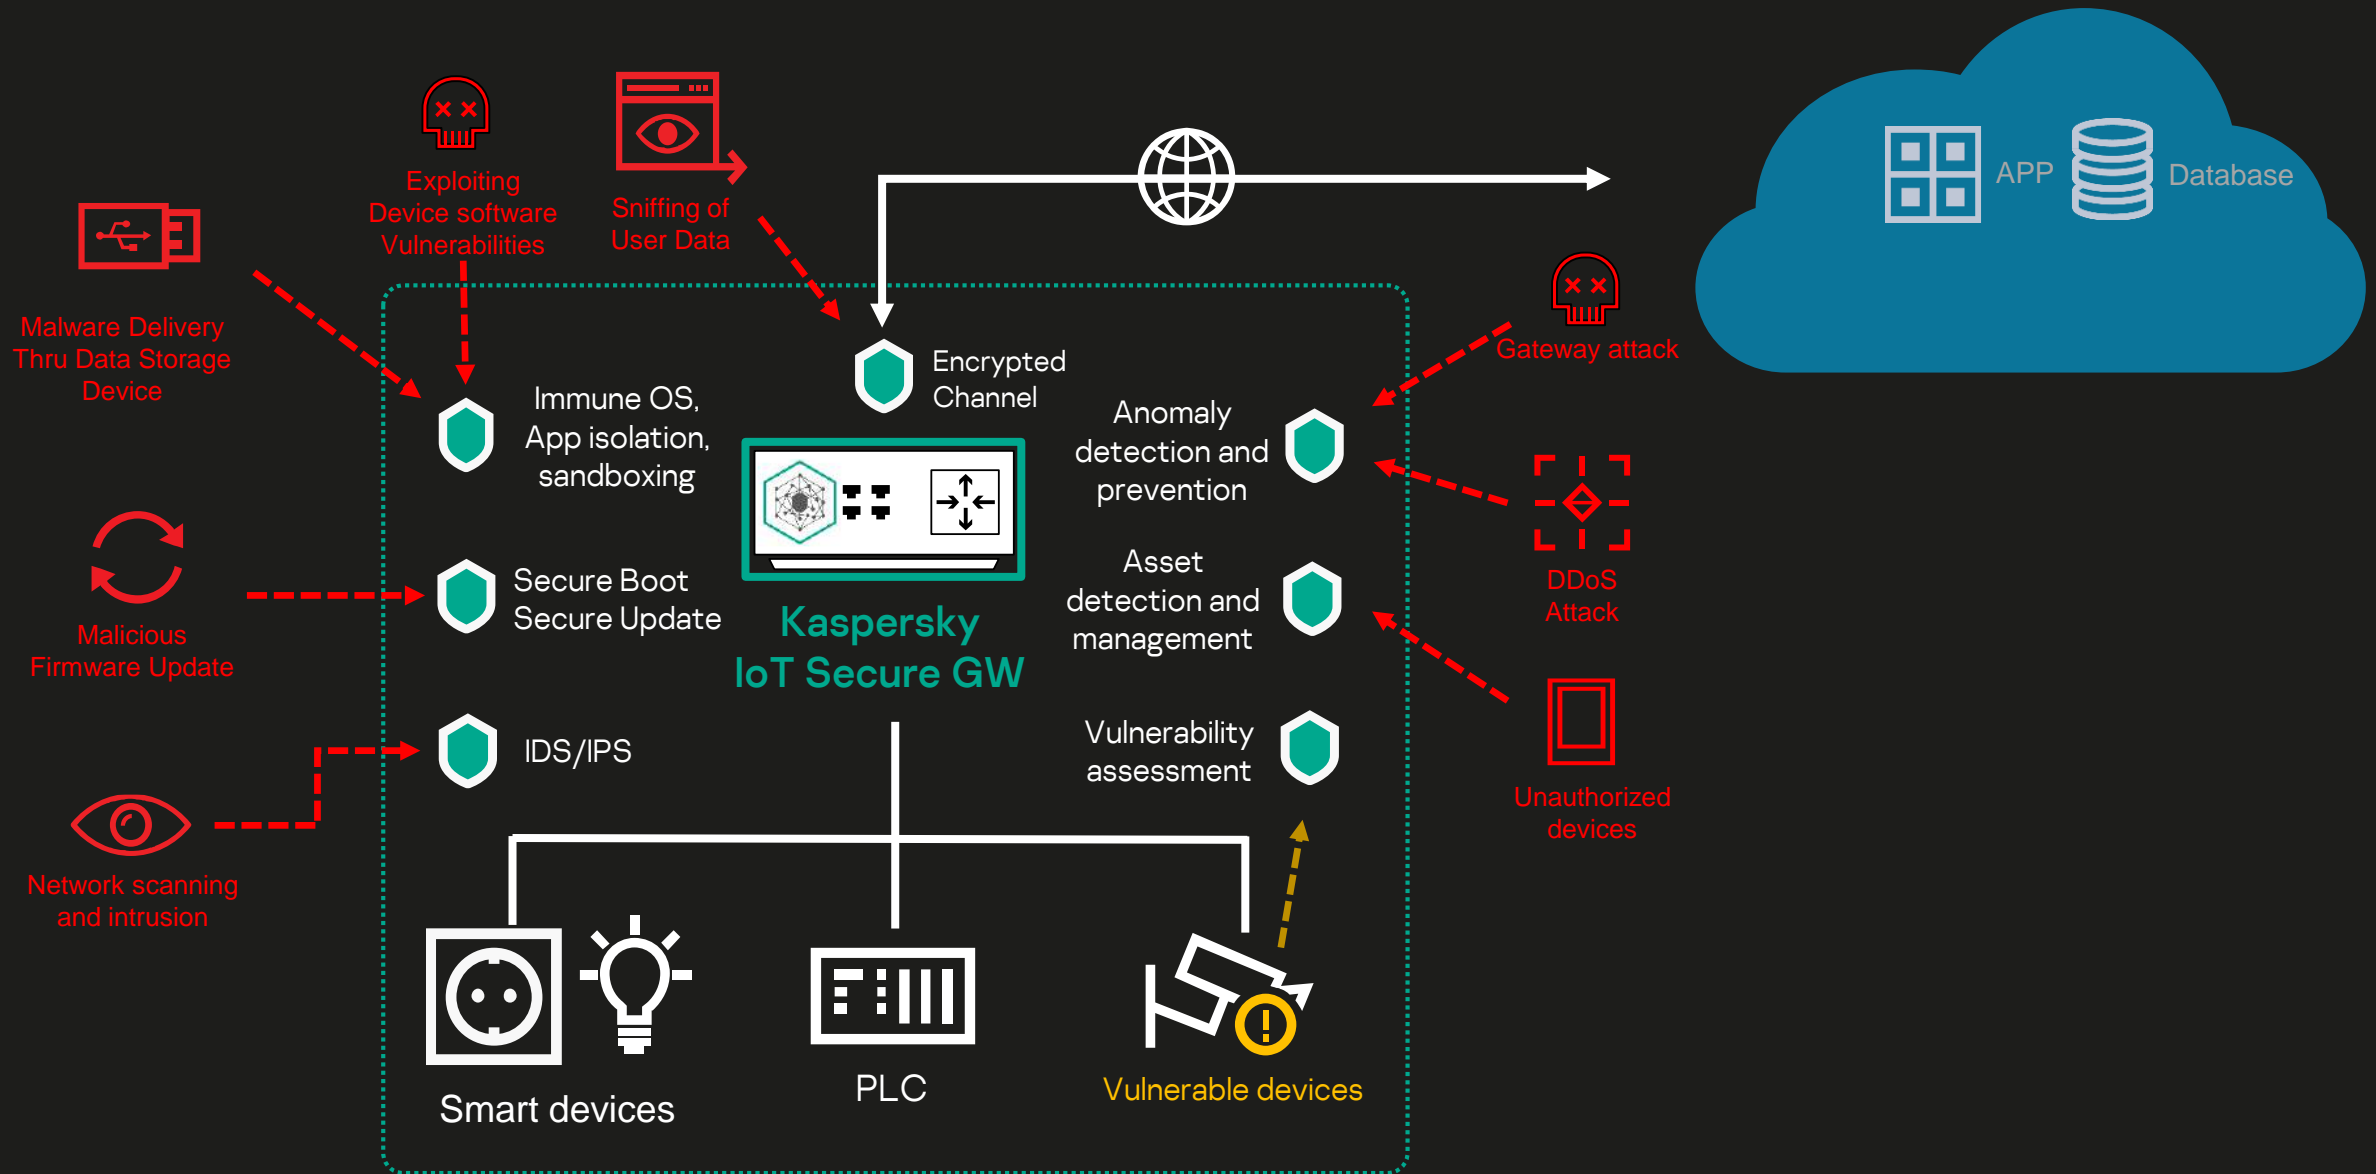 Exploiting
Device software
Vulnerabilities
Sniffing of
User Data
APP
Database
Malware Delivery
Thru Data Storage
Device
Gateway attack
Encrypted
Channel
Immune OS,
App isolation,
sandboxing
Anomaly
detection and
prevention
DDoS
Attack
Secure Boot
Secure Update
Asset
detection and
management
Kaspersky
IoT Secure GW
Malicious
Firmware Update
IDS/IPS
Vulnerability
assessment
Unauthorized
devices
Network scanning
and intrusion
Smart devices
PLC
Vulnerable devices